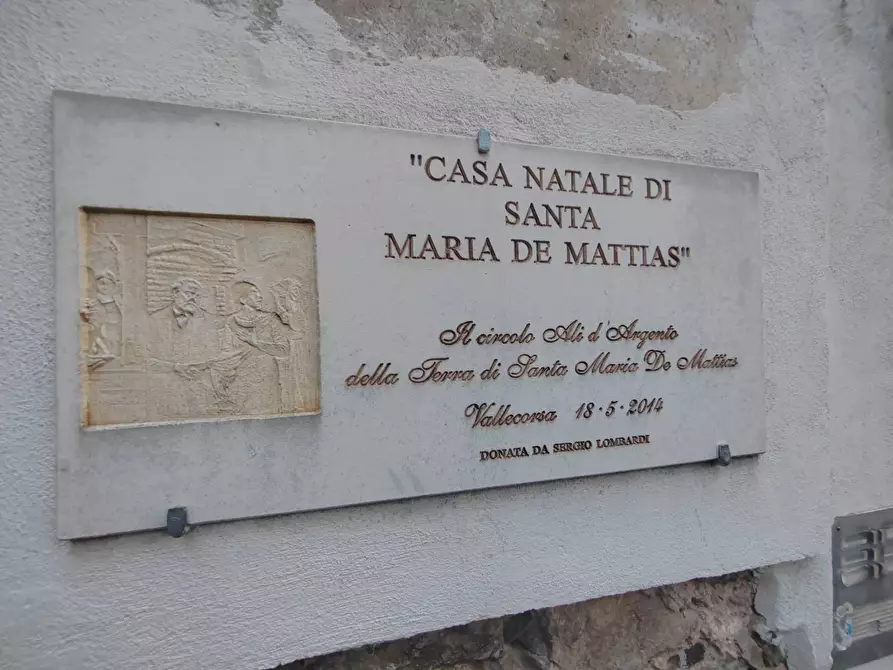 "CASA NATALE DI
SANTA
MARIA DE MATTIAS"
Il circolo Ali d'Argento
della Terra di Santa Maria De Mattias
Vallecorsa 18·5·2014
DONATA DA SERGIO LOMBARDI